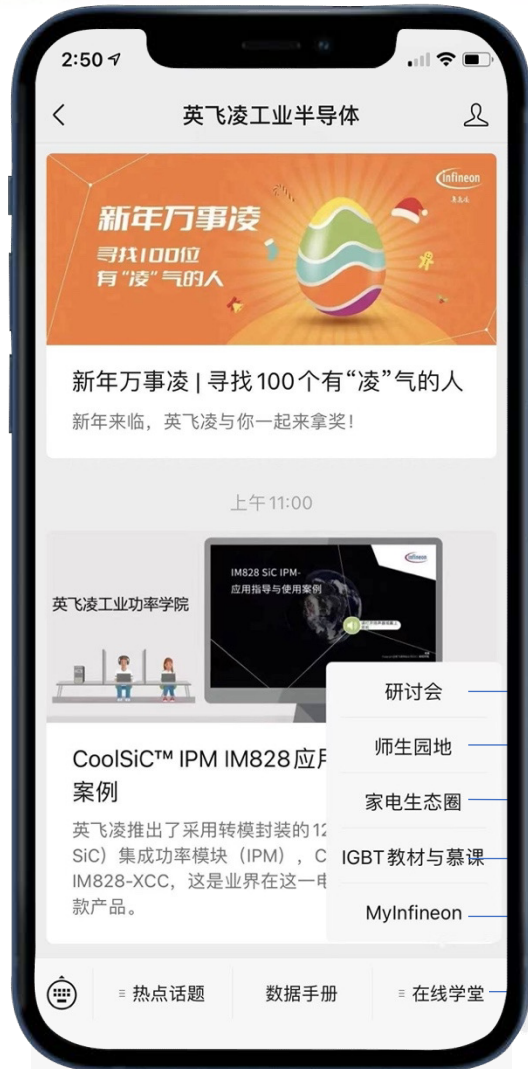 2:50
英飞凌工业半导体
infineon
新年万事凌
寻找100位
有“凌”气的人
新年万事凌 | 寻找100个有“凌”气的人
新年来临，英飞凌与你一起来拿奖！
上午11:00
英飞凌工业功率学院
IM828 SiC IPM-
应用指导与使用案例
infineon
CoolSiC™ IPM IM828应用
案例
英飞凌推出了采用转模封装的12
SiC）集成功率模块（IPM），C
IM828-XCC，这是业界在这一电
款产品。
研讨会
师生园地
家电生态圈
IGBT教材与慕课
MyInfineon
热点话题
数据手册
在线学堂